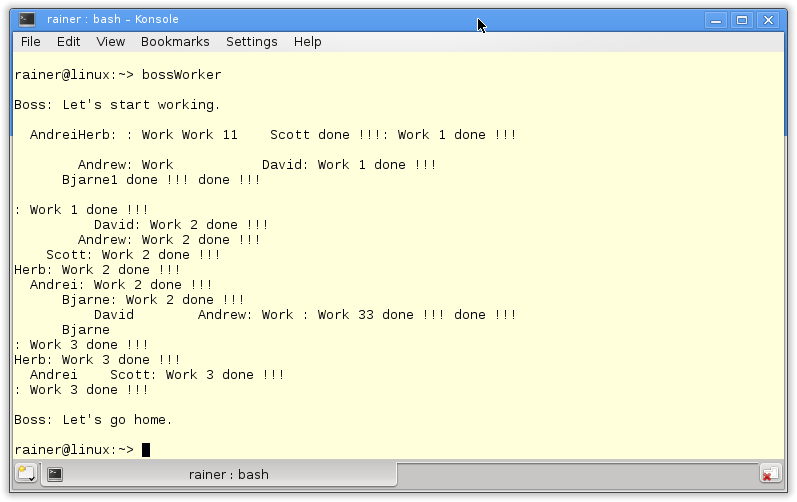 rainer : bash – Konsole
File Edit View Bookmarks Settings Help
rainer@linux:~> bossWorker
Boss: Let's start working.
  AndreiHerb: : Work Work 11    Scott done !!!: Work 1 done !!!
        Andrew: Work           David: Work 1 done !!!
      Bjarne1 done !!! done !!!
: Work 1 done !!!
          David: Work 2 done !!!
        Andrew: Work 2 done !!!
    Scott: Work 2 done !!!
Herb: Work 2 done !!!
  Andrei: Work 2 done !!!
      Bjarne: Work 2 done !!!
          David        Andrew: Work : Work 33 done !!! done !!!
      Bjarne
: Work 3 done !!!
Herb: Work 3 done !!!
  Andrei    Scott: Work 3 done !!!
: Work 3 done !!!
Boss: Let's go home.
rainer@linux:~>
rainer : bash